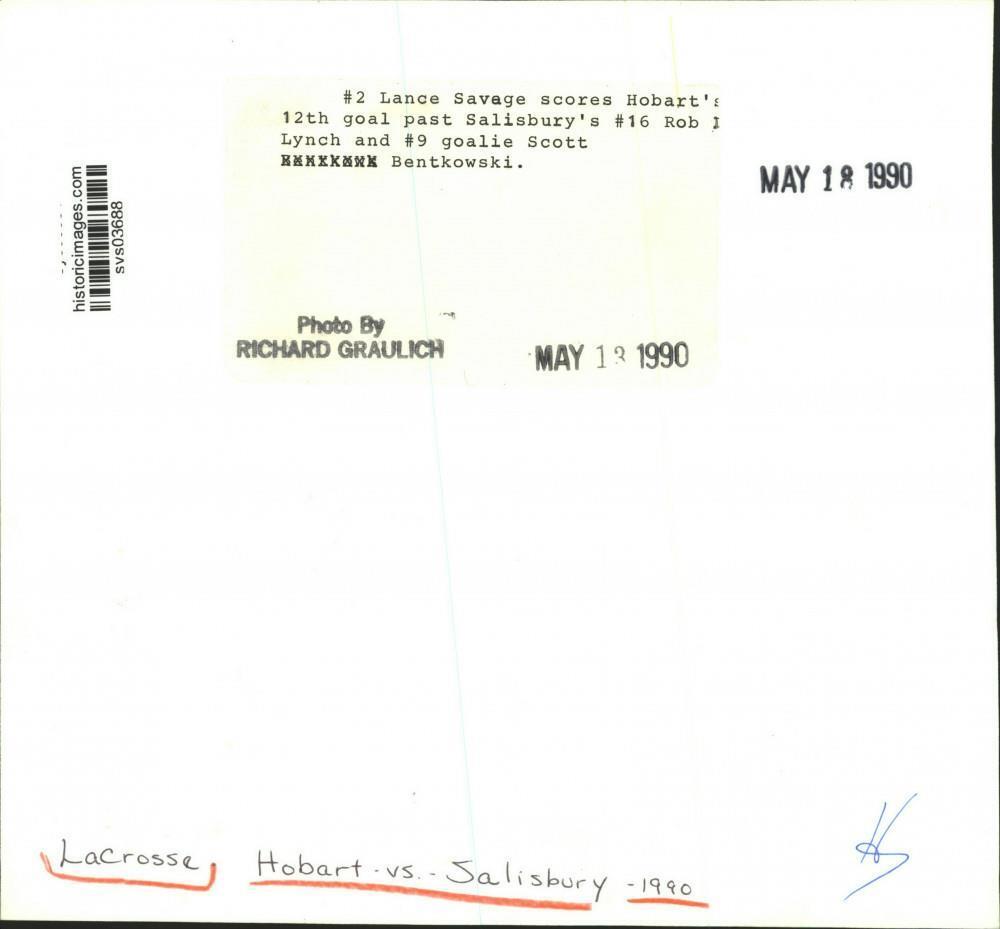 #2 Lance Savage scores Hobart's
12th goal past Salisbury's #16 Rob
Lynch and #9 goalie Scott
Bentkowski.
MAY 18 1990
historicimages.com
svs03688
Photo By
RICHARD GRAULICH
MAY 13 1990
LaCrosse, Hobart - vs. - Salisbury - 1990